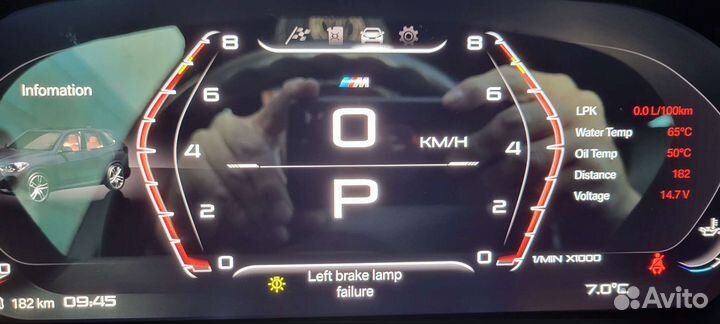 8
8
Infomation
M
6
6
0
KM/H
LPK 0.0 L/100km
Water Temp 65°C
Oil Temp 50°C
Distance 182
Voltage 14.7 V
4
4
P
2
2
0
0
1/MIN X1000
Left brake lamp
failure
182 km 09:45
7.0°C
Avito